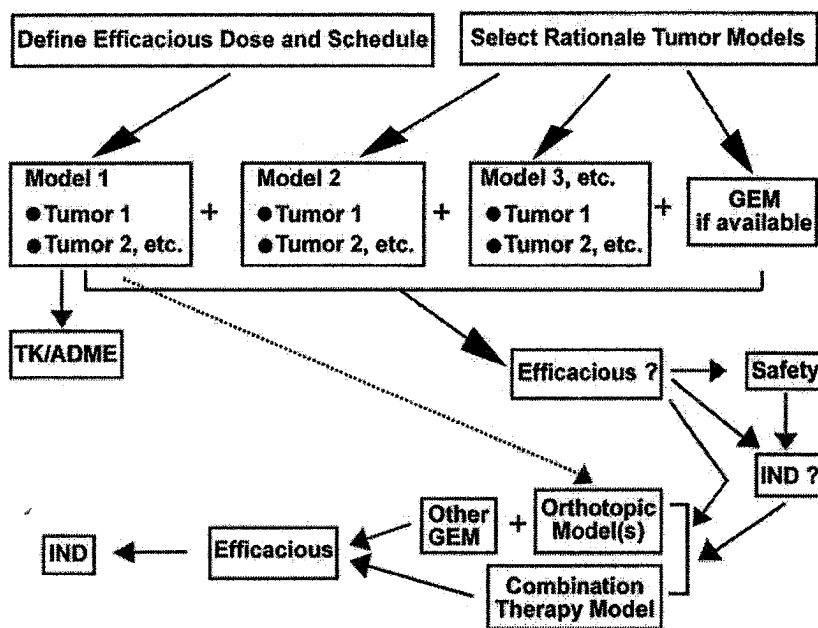 Define Efficacious Dose and Schedule
Select Rationale Tumor Models
Model 1
● Tumor 1
● Tumor 2, etc.
+
Model 2
● Tumor 1
● Tumor 2, etc.
+
Model 3, etc.
● Tumor 1
● Tumor 2, etc.
+
GEM
if available
TK/ADME
Efficacious ?
Safety
IND ?
Orthotopic
Model(s)
+
Other
GEM
Combination
Therapy Model
Efficacious
IND